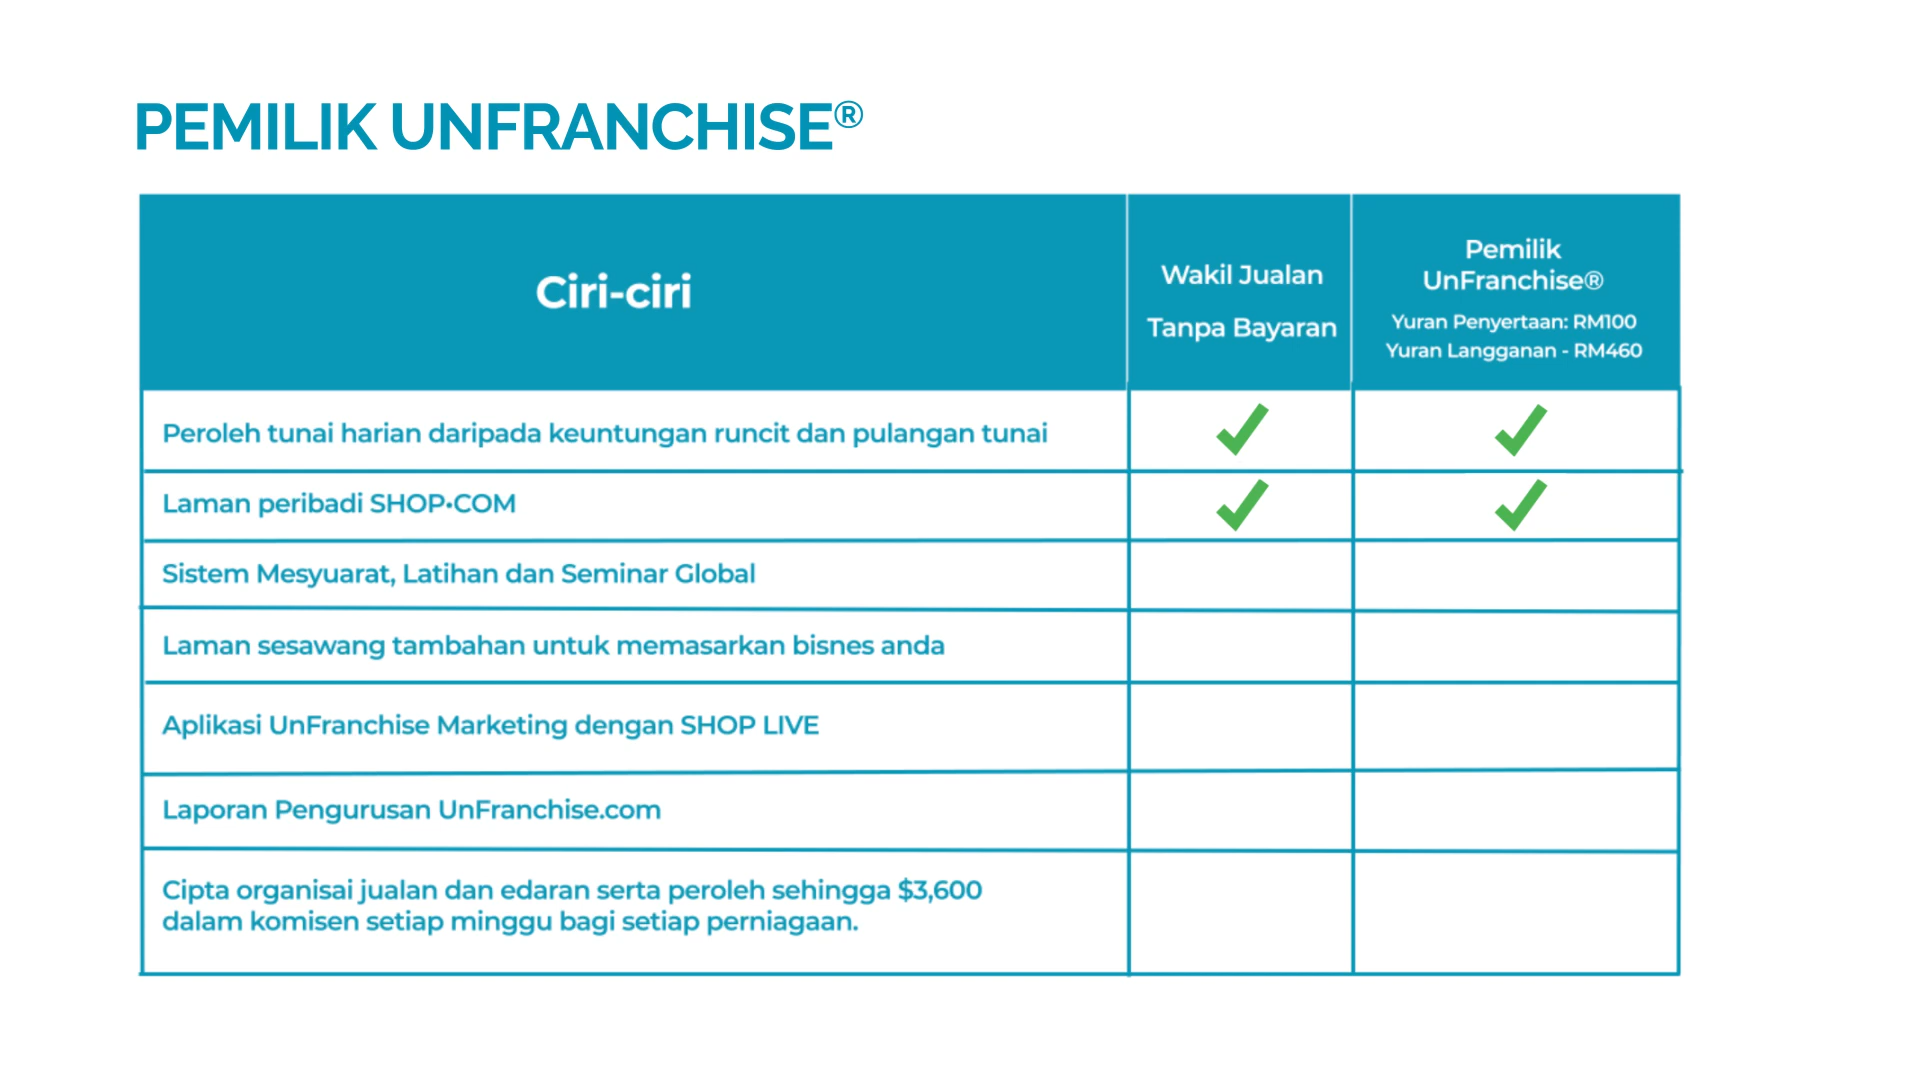 PEMILIK UNFRANCHISE®
Ciri-ciri
Wakil Jualan
Tanpa Bayaran
Pemilik
UnFranchise®
Yuran Penyertaan: RM100
Yuran Langganan - RM460
Peroleh tunai harian daripada keuntungan runcit dan pulangan tunai
Laman peribadi SHOP•COM
Sistem Mesyuarat, Latihan dan Seminar Global
Laman sesawang tambahan untuk memasarkan bisnes anda
Aplikasi UnFranchise Marketing dengan SHOP LIVE
Laporan Pengurusan UnFranchise.com
Cipta organisai jualan dan edaran serta peroleh sehingga $3,600
dalam komisen setiap minggu bagi setiap perniagaan.